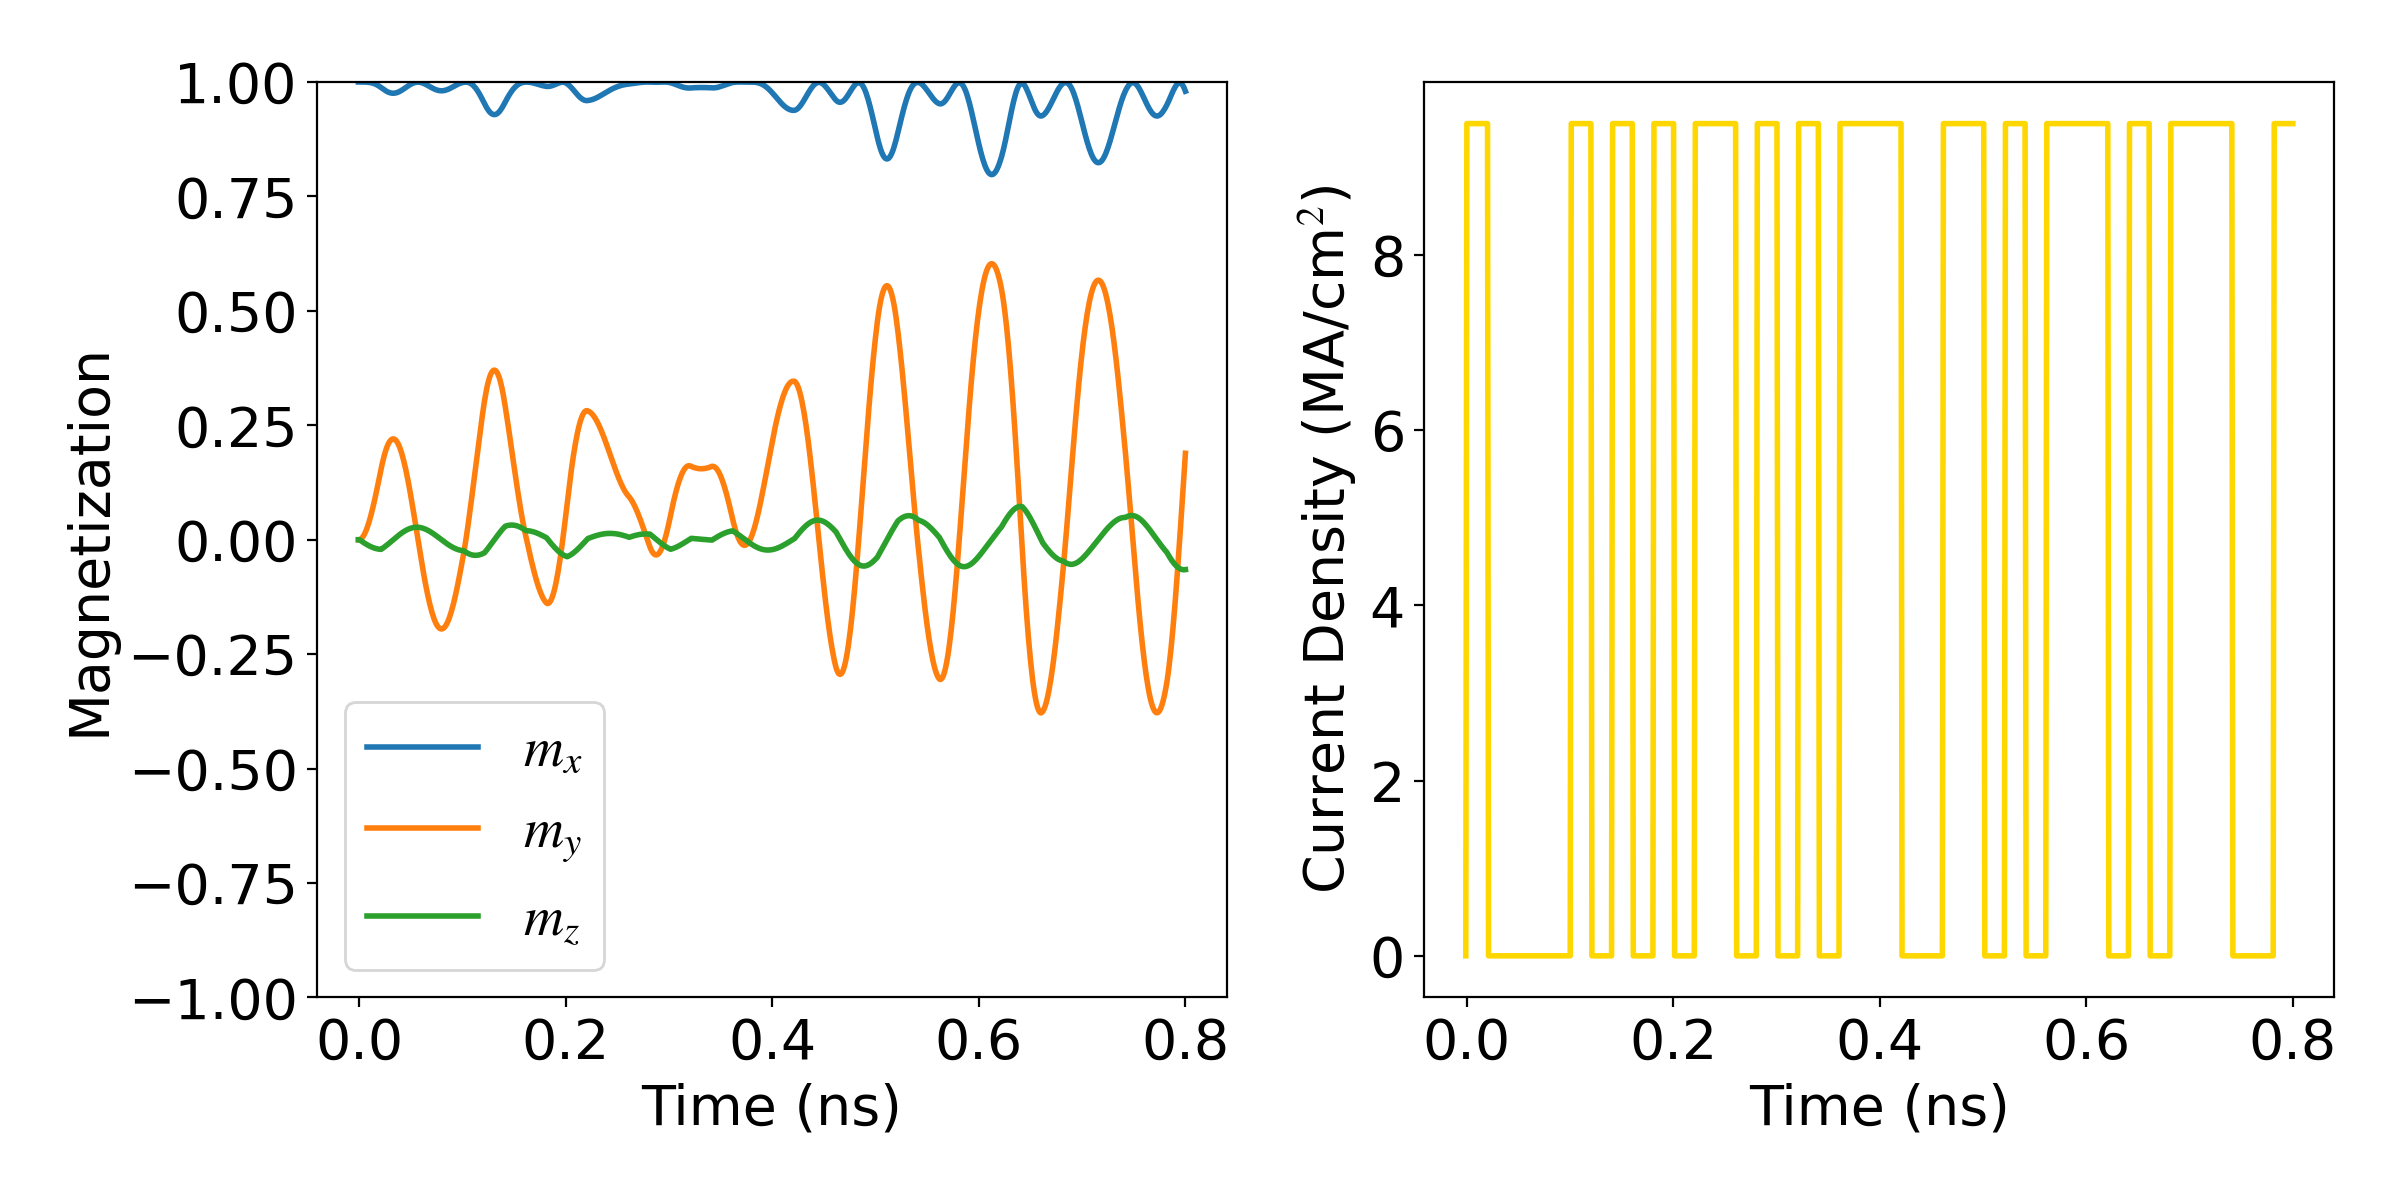 1.00
0.75
0.50
0.25
0.00
−0.25
−0.50
−0.75
−1.00
Magnetization
m_x
m_y
m_z
0.0 0.2 0.4 0.6 0.8
Time (ns)
8
6
4
2
0
Current Density (MA/cm²)
0.0 0.2 0.4 0.6 0.8
Time (ns)